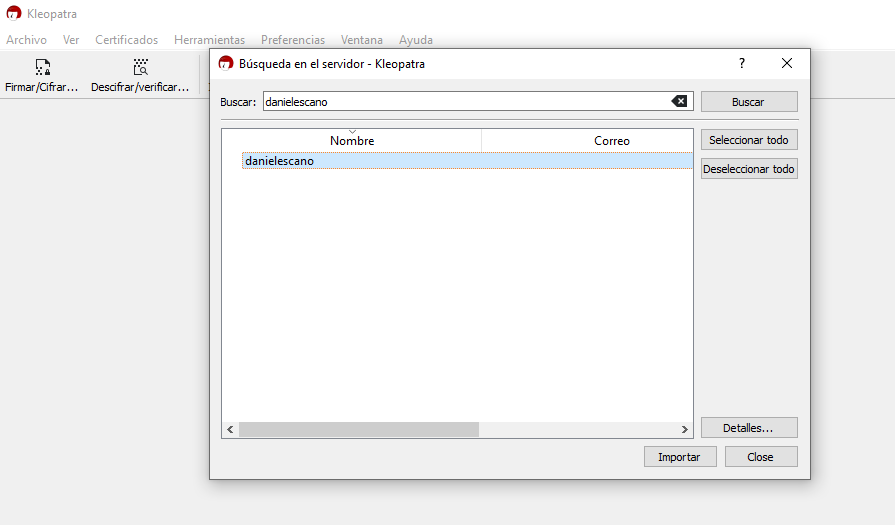 Kleopatra
Archivo Ver Certificados Herramientas Preferencias Ventana Ayuda
Firmar/Cifrar... Descifrar/verificar...
Búsqueda en el servidor - Kleopatra ?
Buscar: danielescano Buscar
Nombre Correo
Seleccionar todo
danielescano
Deseleccionar todo
Detalles...
Importar Close